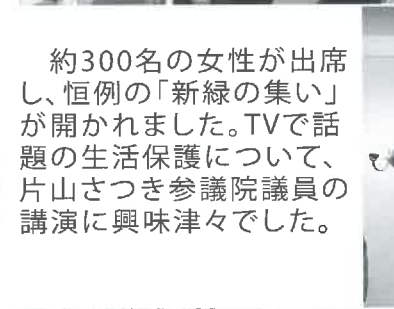 約300名の女性が出席
し、恒例の「新緑の集い」
が開かれました。TVで話
題の生活保護について、
片山さつき参議院議員の
講演に興味津々でした。